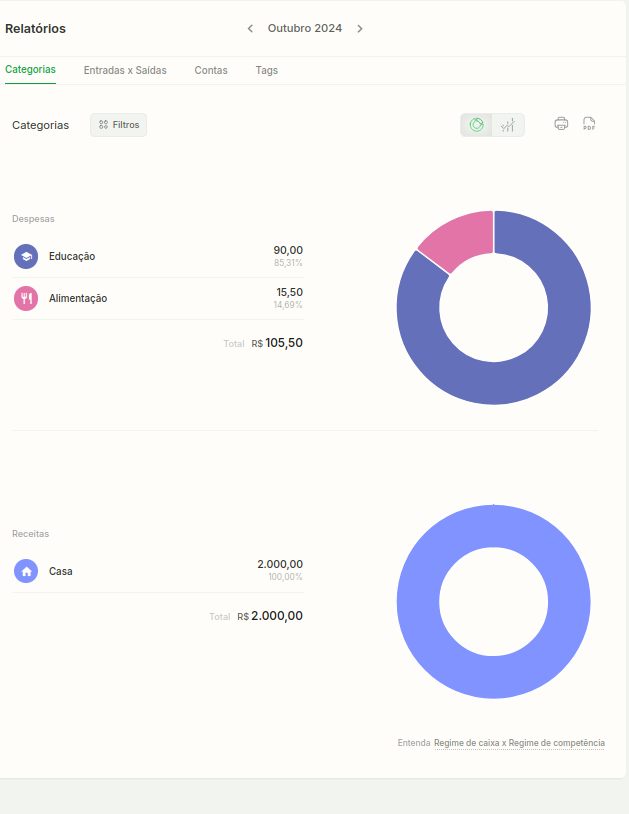 Relatórios
Outubro 2024
Categorias
Entradas x Saídas
Contas
Tags
Categorias
Filtros
PDF
Despesas
Educação
90,00
85,31%
Alimentação
15,50
14,69%
Total R$ 105,50
Receitas
Casa
2.000,00
100,00%
Total R$ 2.000,00
Entenda Regime de caixa x Regime de competência